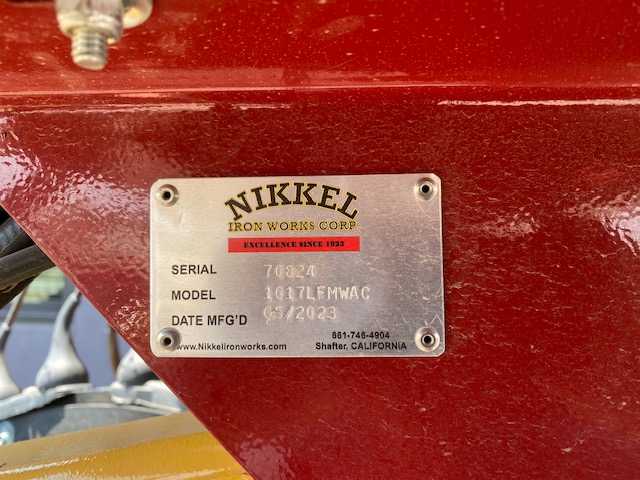 NIKKEL
IRON WORKS CORP.
EXCELLENCE SINCE 1923
SERIAL 70824
MODEL 1017LFMWAC
DATE MFG'D 05/2023
661-746-4904
www.Nikkelironworks.com Shafter, CALIFORNIA